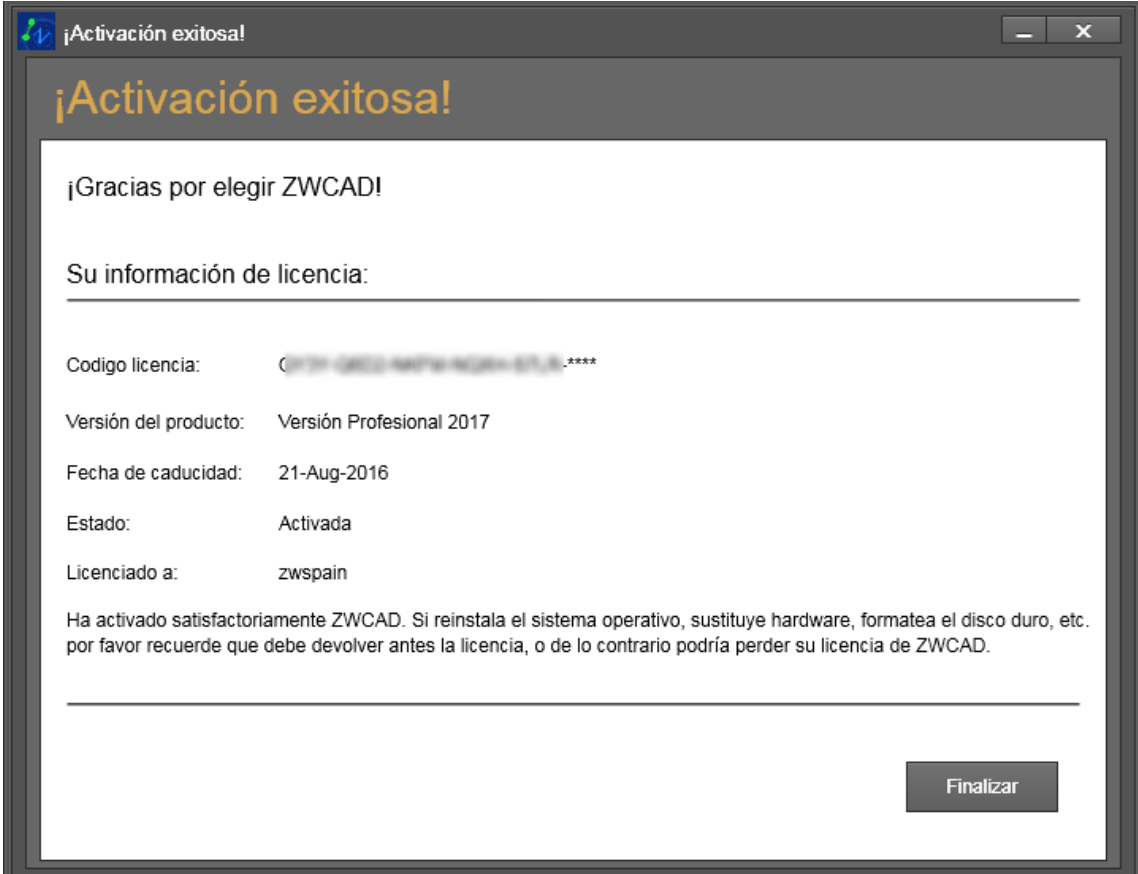 ¡Activación exitosa!
¡Activación exitosa!
¡Gracias por elegir ZWCAD!
Su información de licencia:
Codigo licencia: -****
Versión del producto: Versión Profesional 2017
Fecha de caducidad: 21-Aug-2016
Estado: Activada
Licenciado a: zwspain
Ha activado satisfactoriamente ZWCAD. Si reinstala el sistema operativo, sustituye hardware, formatea el disco duro, etc.
por favor recuerde que debe devolver antes la licencia, o de lo contrario podría perder su licencia de ZWCAD.
Finalizar